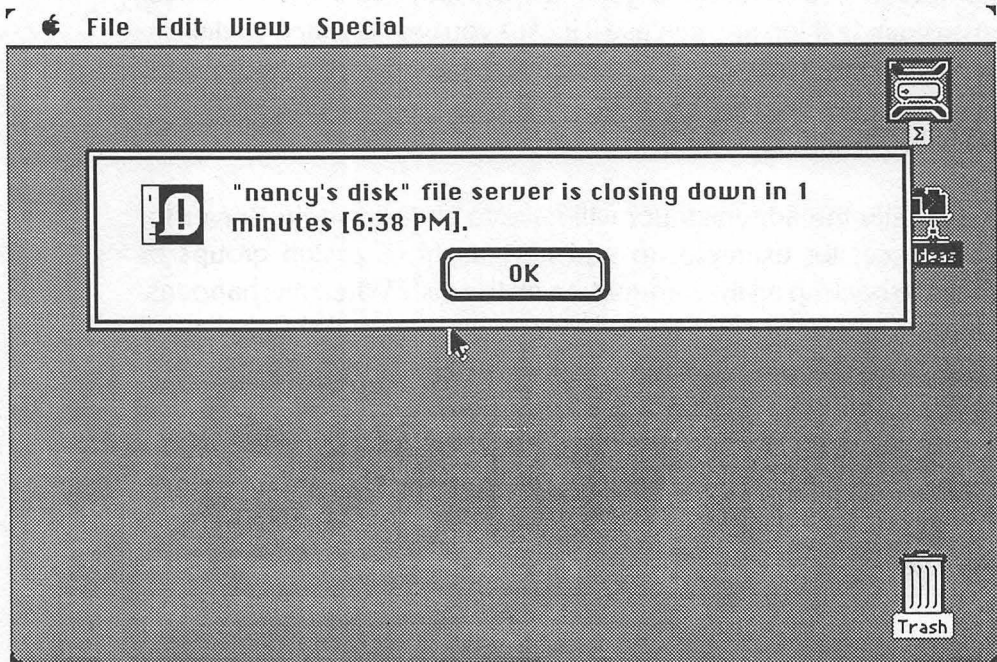 File Edit View Special
Σ
"nancy's disk" file server is closing down in 1
minutes [6:38 PM].
Ideas
OK
Trash